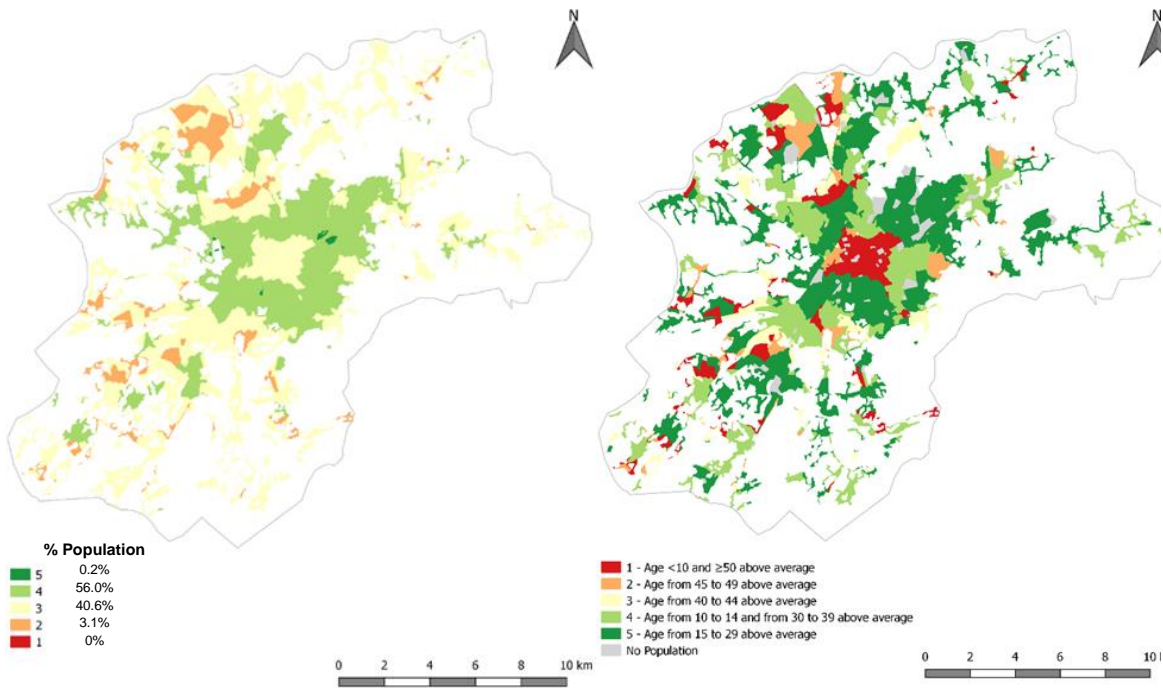 N
N
% Population
5 0.2%
4 56.0%
3 40.6%
2 3.1%
1 0%
0 2 4 6 8 10 km
1 - Age <10 and ≥50 above average
2 - Age from 45 to 49 above average
3 - Age from 40 to 44 above average
4 - Age from 10 to 14 and from 30 to 39 above average
5 - Age from 15 to 29 above average
No Population
0 2 4 6 8 10 k